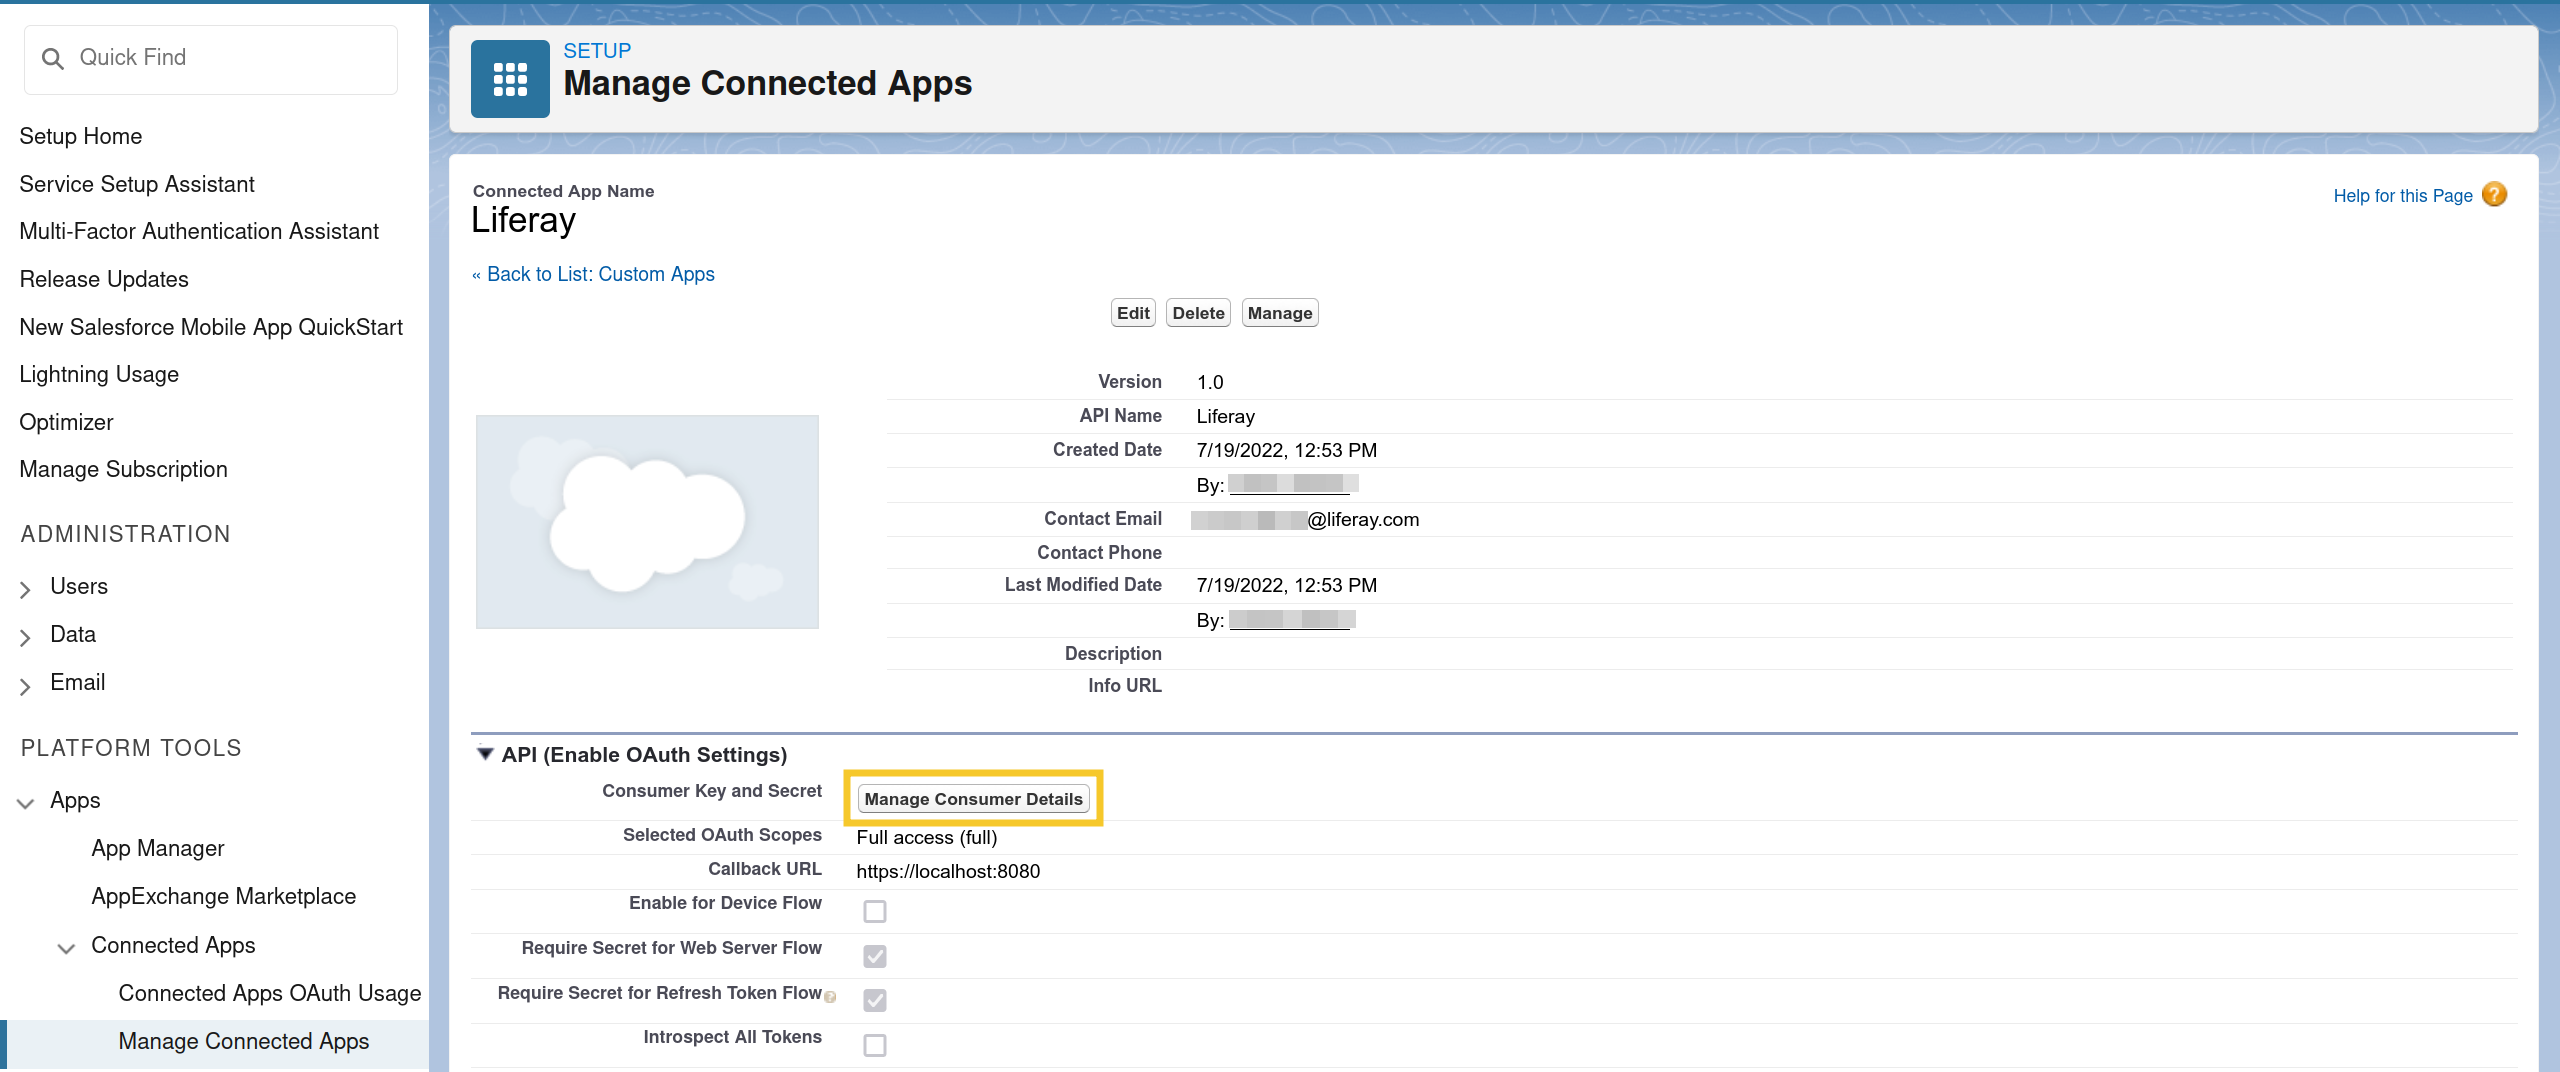 Quick Find
Setup Home
Service Setup Assistant
Multi-Factor Authentication Assistant
Release Updates
New Salesforce Mobile App QuickStart
Lightning Usage
Optimizer
Manage Subscription
ADMINISTRATION
Users
Data
Email
PLATFORM TOOLS
Apps
App Manager
AppExchange Marketplace
Connected Apps
Connected Apps OAuth Usage
Manage Connected Apps
SETUP
Manage Connected Apps
Connected App Name
Liferay
Help for this Page ?
« Back to List: Custom Apps
Edit Delete Manage
Version 1.0
API Name Liferay
Created Date 7/19/2022, 12:53 PM
By:
Contact Email @liferay.com
Contact Phone
Last Modified Date 7/19/2022, 12:53 PM
By:
Description
Info URL
API (Enable OAuth Settings)
Consumer Key and Secret Manage Consumer Details
Selected OAuth Scopes Full access (full)
Callback URL https://localhost:8080
Enable for Device Flow
Require Secret for Web Server Flow
Require Secret for Refresh Token Flow ?
Introspect All Tokens